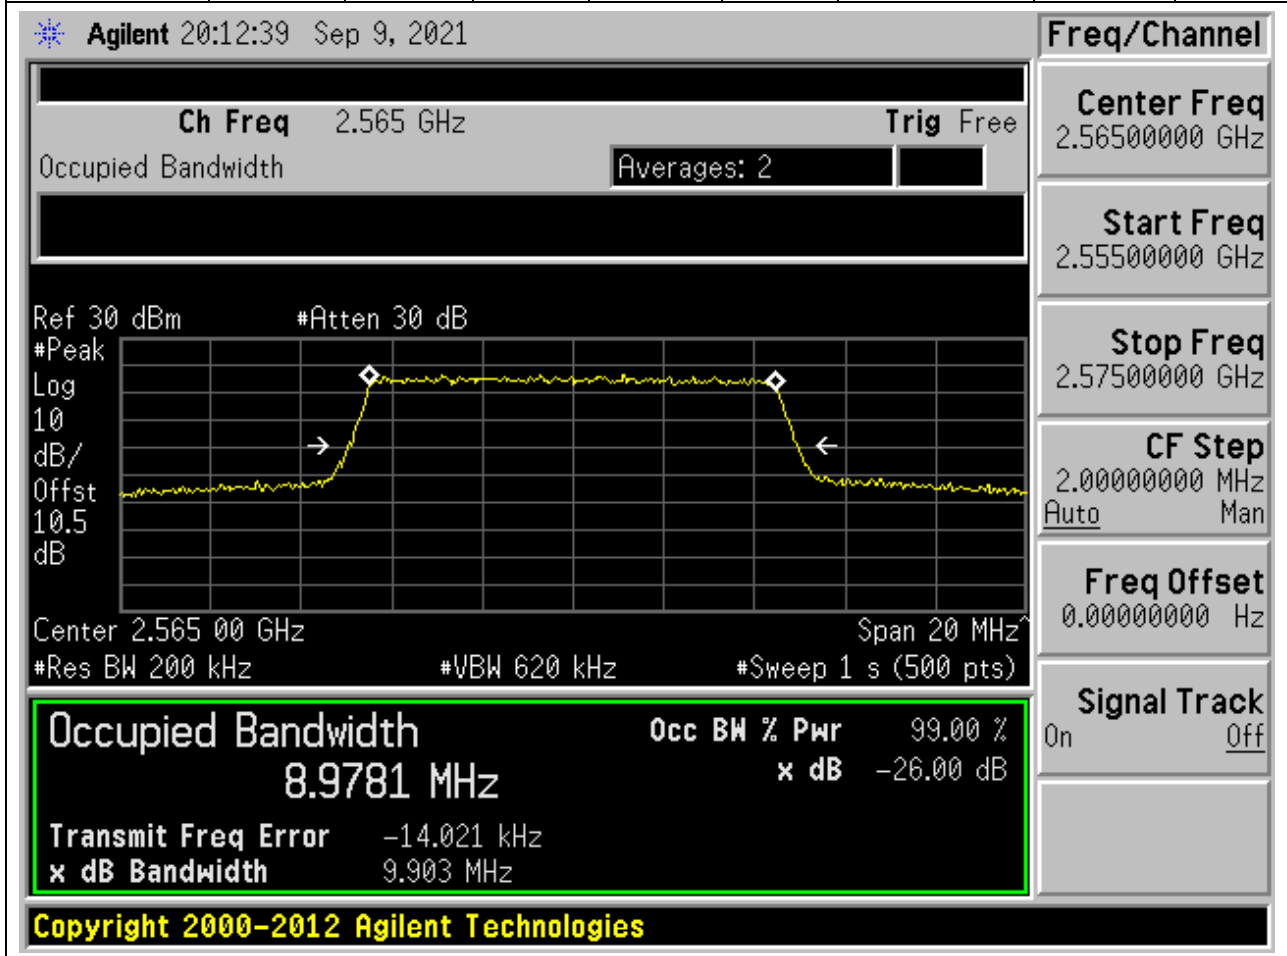 Agilent 20:12:39 Sep 9, 2021
Ch Freq 2.565 GHz Trig Free
Occupied Bandwidth Averages: 2
Ref 30 dBm #Atten 30 dB
#Peak
Log
10
dB/
Offst
10.5
dB
Center 2.565 00 GHz Span 20 MHz^
#Res BW 200 kHz #VBW 620 kHz #Sweep 1 s (500 pts)
Occupied Bandwidth Occ BW % Pwr 99.00 %
8.9781 MHz x dB -26.00 dB
Transmit Freq Error -14.021 kHz
x dB Bandwidth 9.903 MHz
Copyright 2000-2012 Agilent Technologies
Freq/Channel
Center Freq
2.56500000 GHz
Start Freq
2.55500000 GHz
Stop Freq
2.57500000 GHz
CF Step
2.00000000 MHz
Auto Man
Freq Offset
0.00000000 Hz
Signal Track
On Off